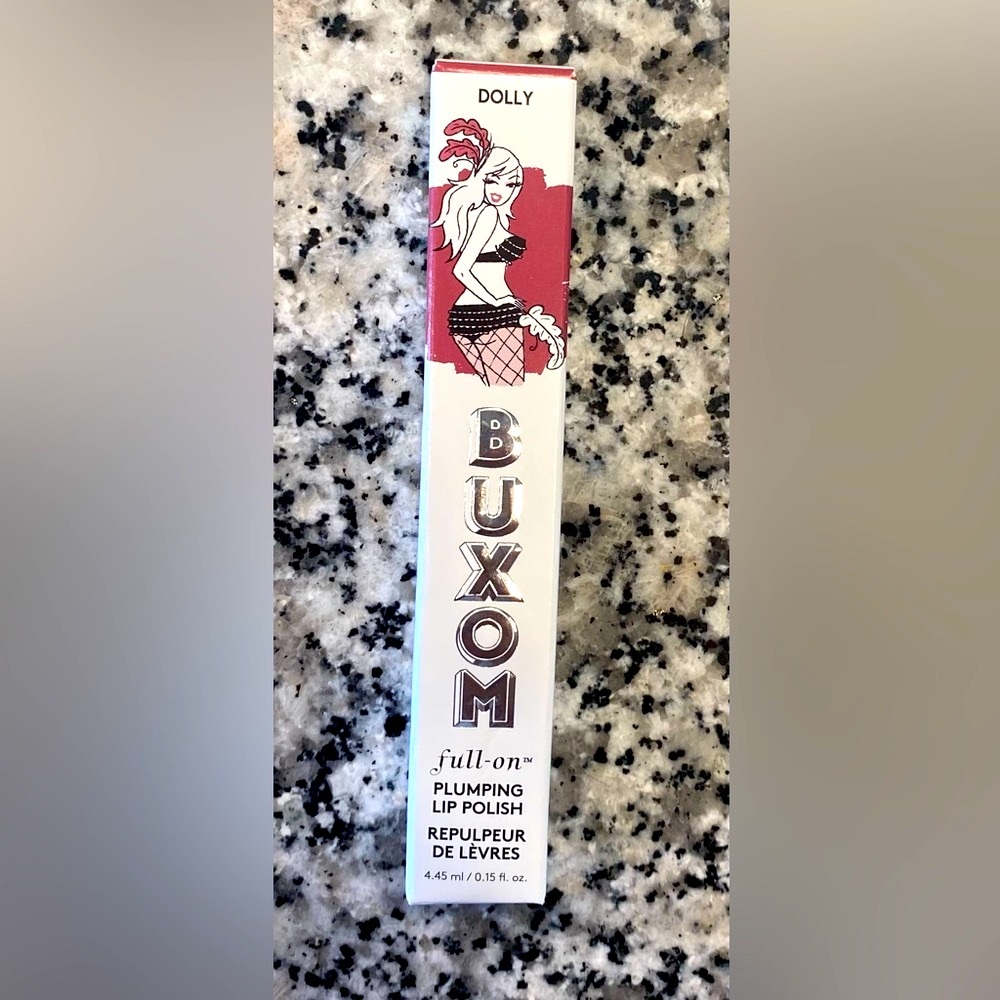 DOLLY
BUXOM
full-on™
PLUMPING
LIP POLISH
REPULPEUR
DE LÈVRES
4.45 ml / 0.15 fl. oz.